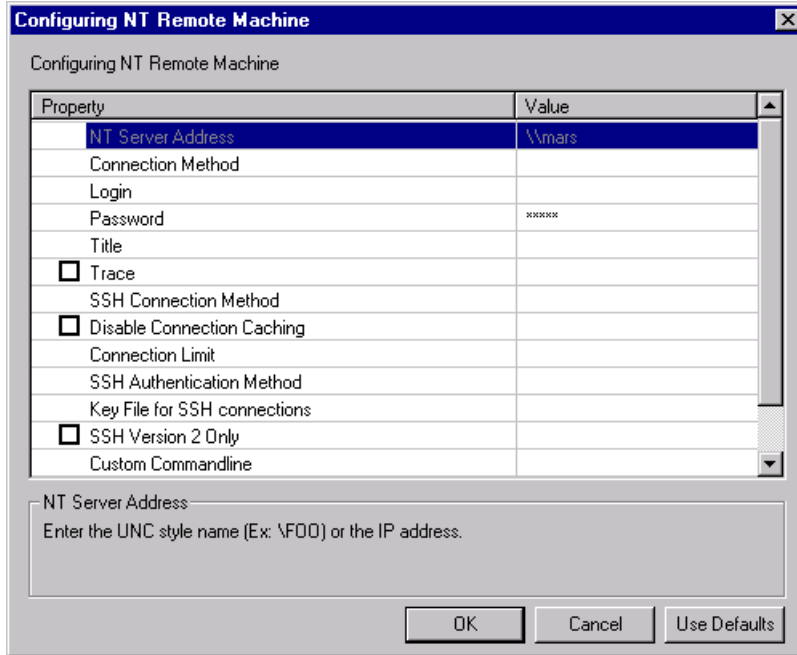 Configuring NT Remote Machine
Configuring NT Remote Machine
Property Value
NT Server Address \\mars
Connection Method
Login
Password xxxxx
Title
Trace
SSH Connection Method
Disable Connection Caching
Connection Limit
SSH Authentication Method
Key File for SSH connections
SSH Version 2 Only
Custom Commandline
NT Server Address
Enter the UNC style name (Ex: \FOO) or the IP address.
OK Cancel Use Defaults